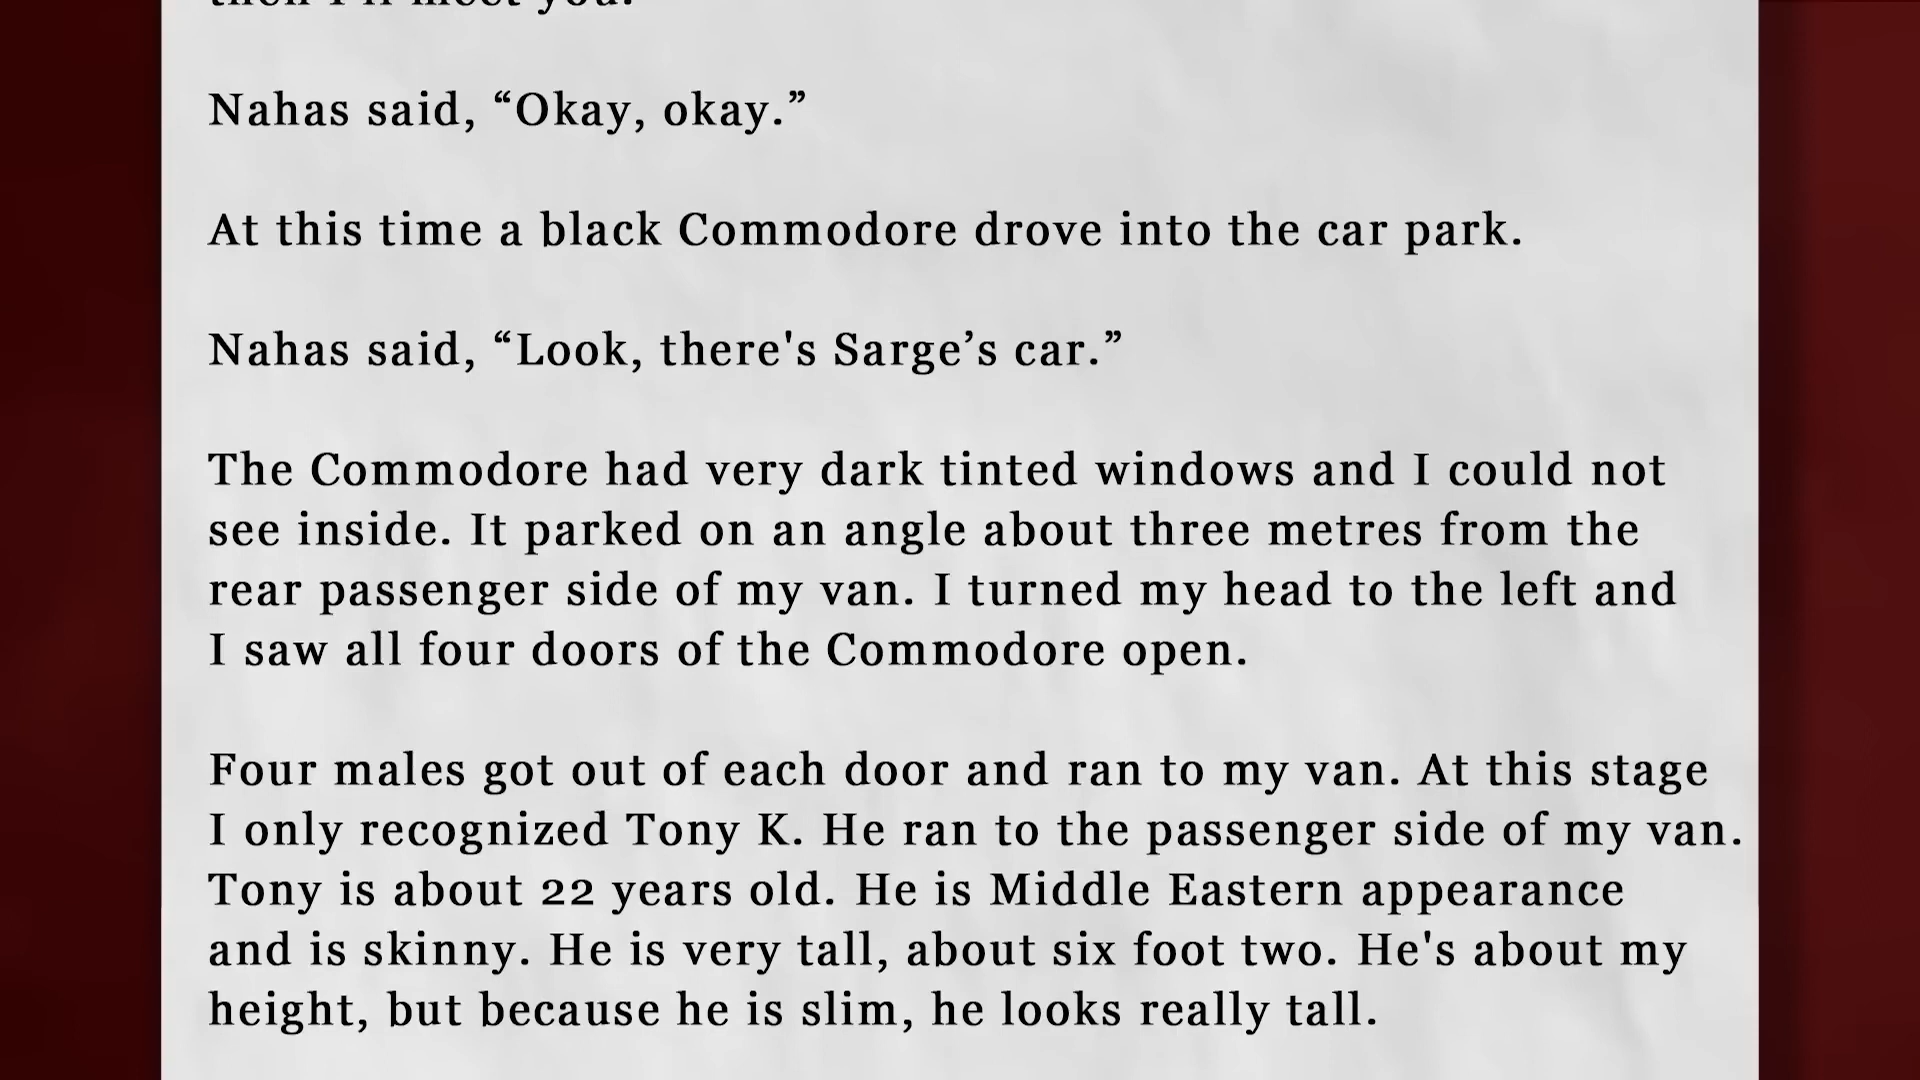 then I'll meet you.
Nahas said, “Okay, okay.”
At this time a black Commodore drove into the car park.
Nahas said, “Look, there's Sarge’s car.”
The Commodore had very dark tinted windows and I could not
see inside. It parked on an angle about three metres from the
rear passenger side of my van. I turned my head to the left and
I saw all four doors of the Commodore open.
Four males got out of each door and ran to my van. At this stage
I only recognized Tony K. He ran to the passenger side of my van.
Tony is about 22 years old. He is Middle Eastern appearance
and is skinny. He is very tall, about six foot two. He's about my
height, but because he is slim, he looks really tall.